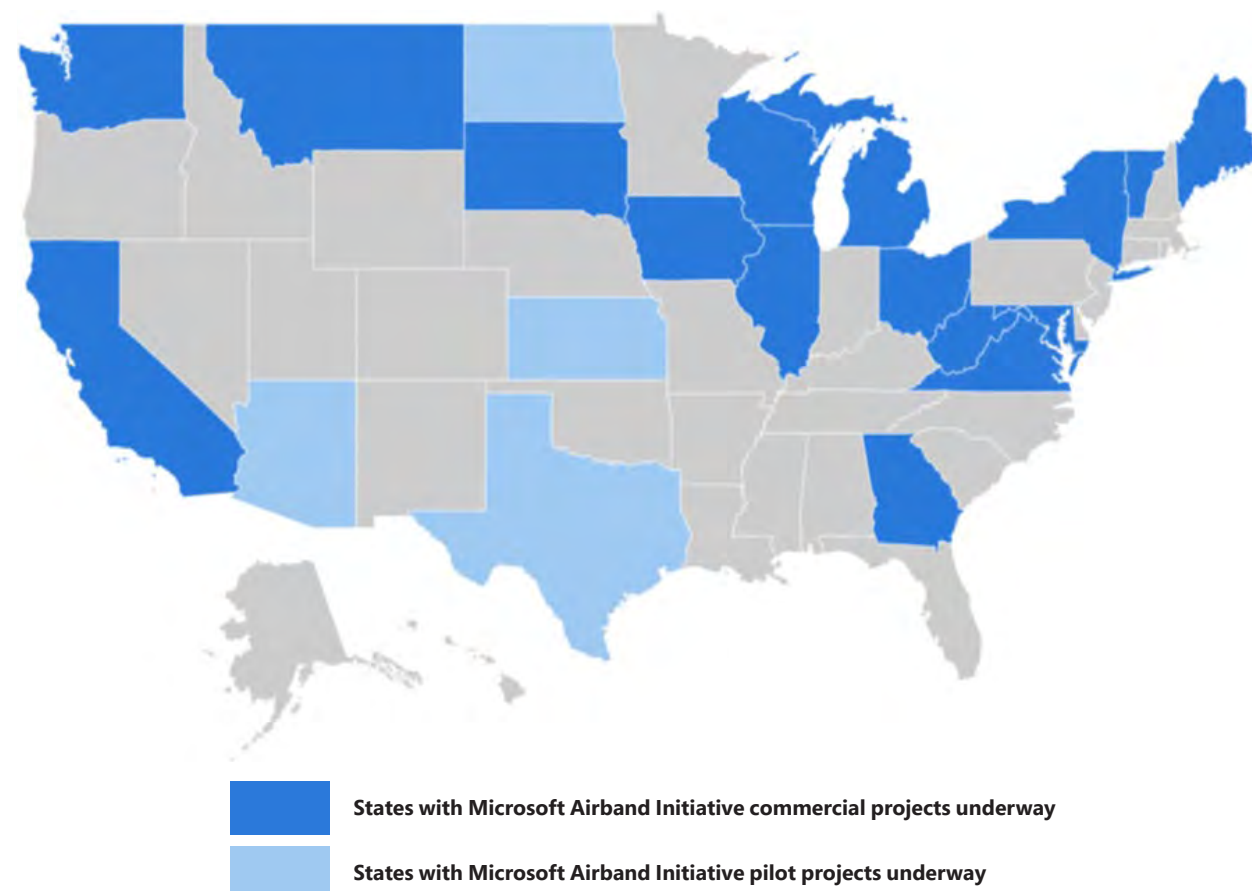 States with Microsoft Airband Initiative commercial projects underway
States with Microsoft Airband Initiative pilot projects underway